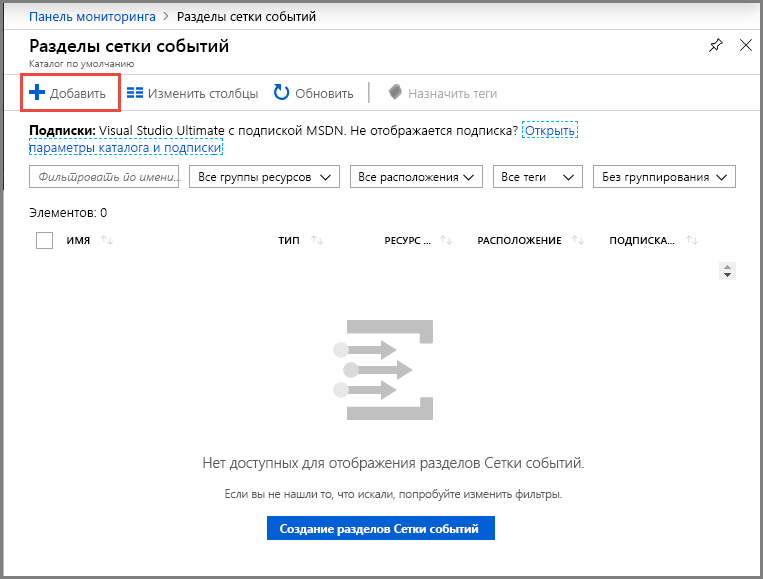 Панель мониторинга > Разделы сетки событий
Разделы сетки событий
Каталог по умолчанию
Добавить Изменить столбцы Обновить Назначить теги
Подписки: Visual Studio Ultimate с подпиской MSDN. Не отображается подписка? Открыть
параметры каталога и подписки
Фильтровать по имени... Все группы ресурсов Все расположения Все теги Без группирования
Элементов: 0
ИМЯ ТИП РЕСУРС ... РАСПОЛОЖЕНИЕ ПОДПИСКА...
Нет доступных для отображения разделов Сетки событий.
Если вы не нашли то, что искали, попробуйте изменить фильтры.
Создание разделов Сетки событий